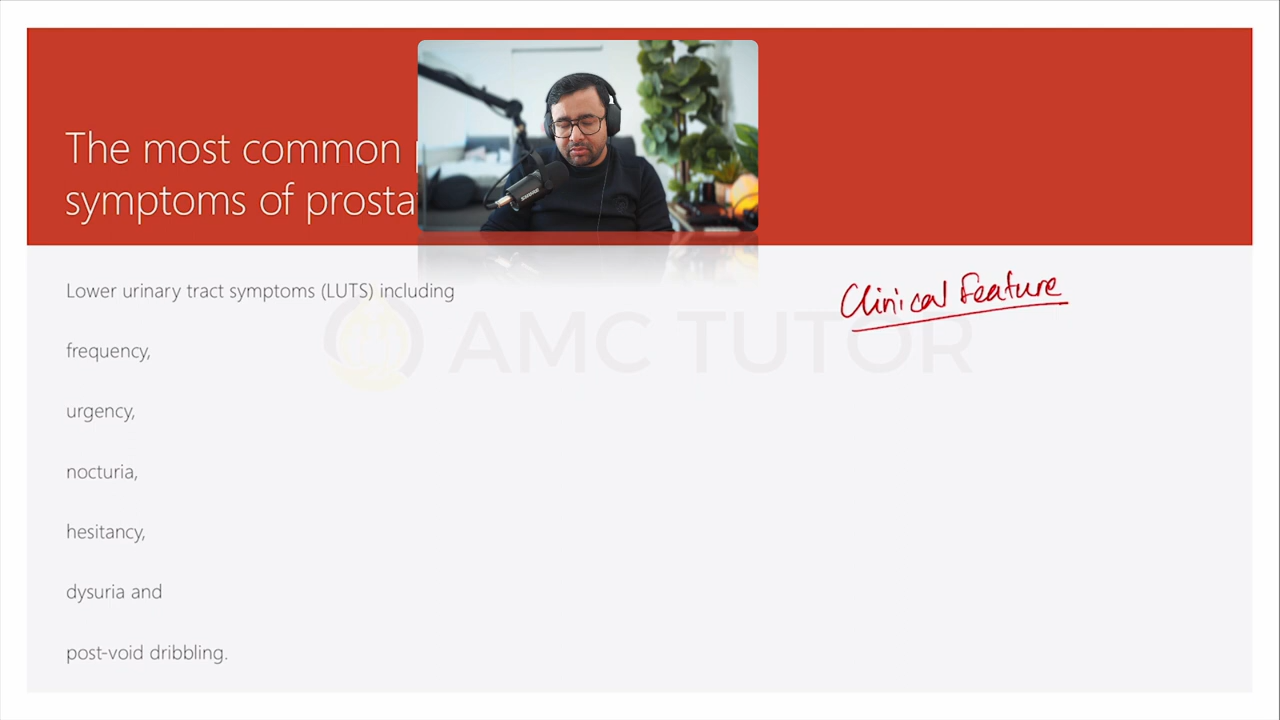 The most common
symptoms of prosta
Clinical Feature
Lower urinary tract symptoms (LUTS) including
AMC TUTOR
frequency,
urgency,
nocturia,
hesitancy,
dysuria and
post-void dribbling.
SHURE